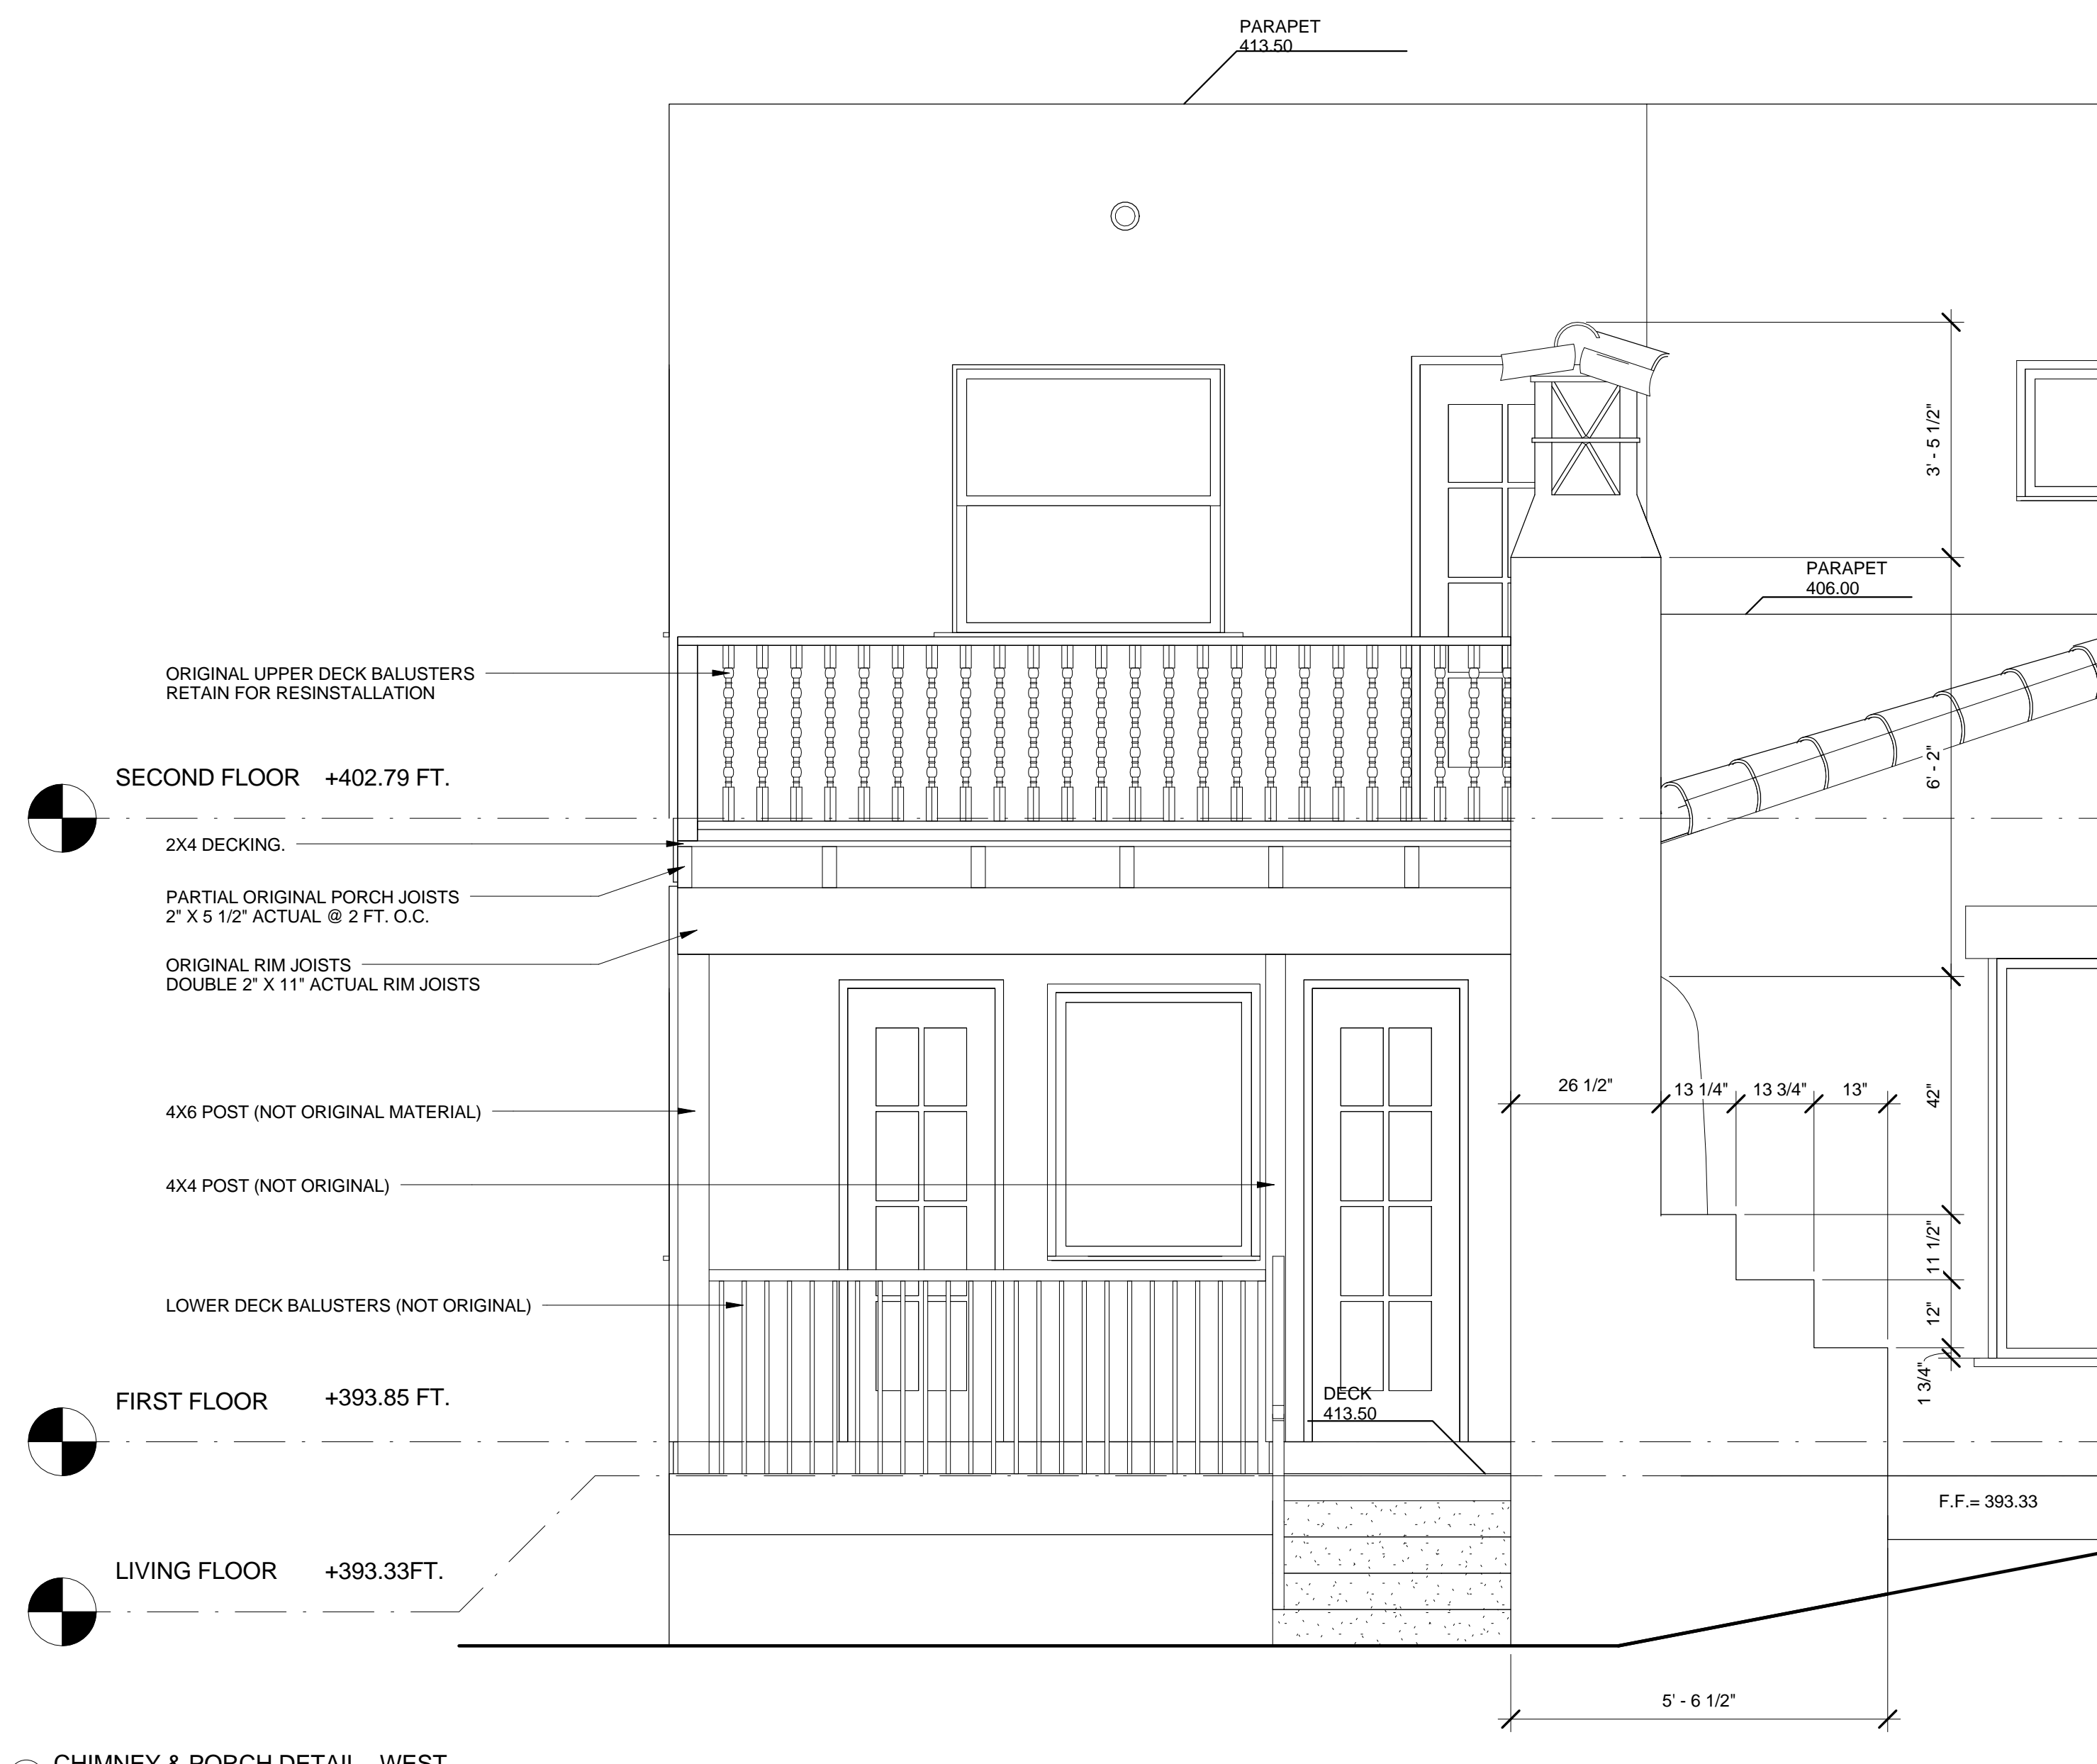 PARAPET
413.50
3' - 5 1/2"
PARAPET
406.00
ORIGINAL UPPER DECK BALUSTERS
RETAIN FOR RESINSTALLATION
SECOND FLOOR +402.79 FT.
6' - 2"
2X4 DECKING.
PARTIAL ORIGINAL PORCH JOISTS
2" X 5 1/2" ACTUAL @ 2 FT. O.C.
ORIGINAL RIM JOISTS
DOUBLE 2" X 11" ACTUAL RIM JOISTS
26 1/2" 13 1/4" 13 3/4" 13"
42"
4X6 POST (NOT ORIGINAL MATERIAL)
4X4 POST (NOT ORIGINAL)
11 1/2"
LOWER DECK BALUSTERS (NOT ORIGINAL)
12"
1 3/4"
FIRST FLOOR +393.85 FT.
DECK
413.50
F.F.= 393.33
LIVING FLOOR +393.33FT.
5' - 6 1/2"
CHIMNEY & PORCH DETAIL - WEST